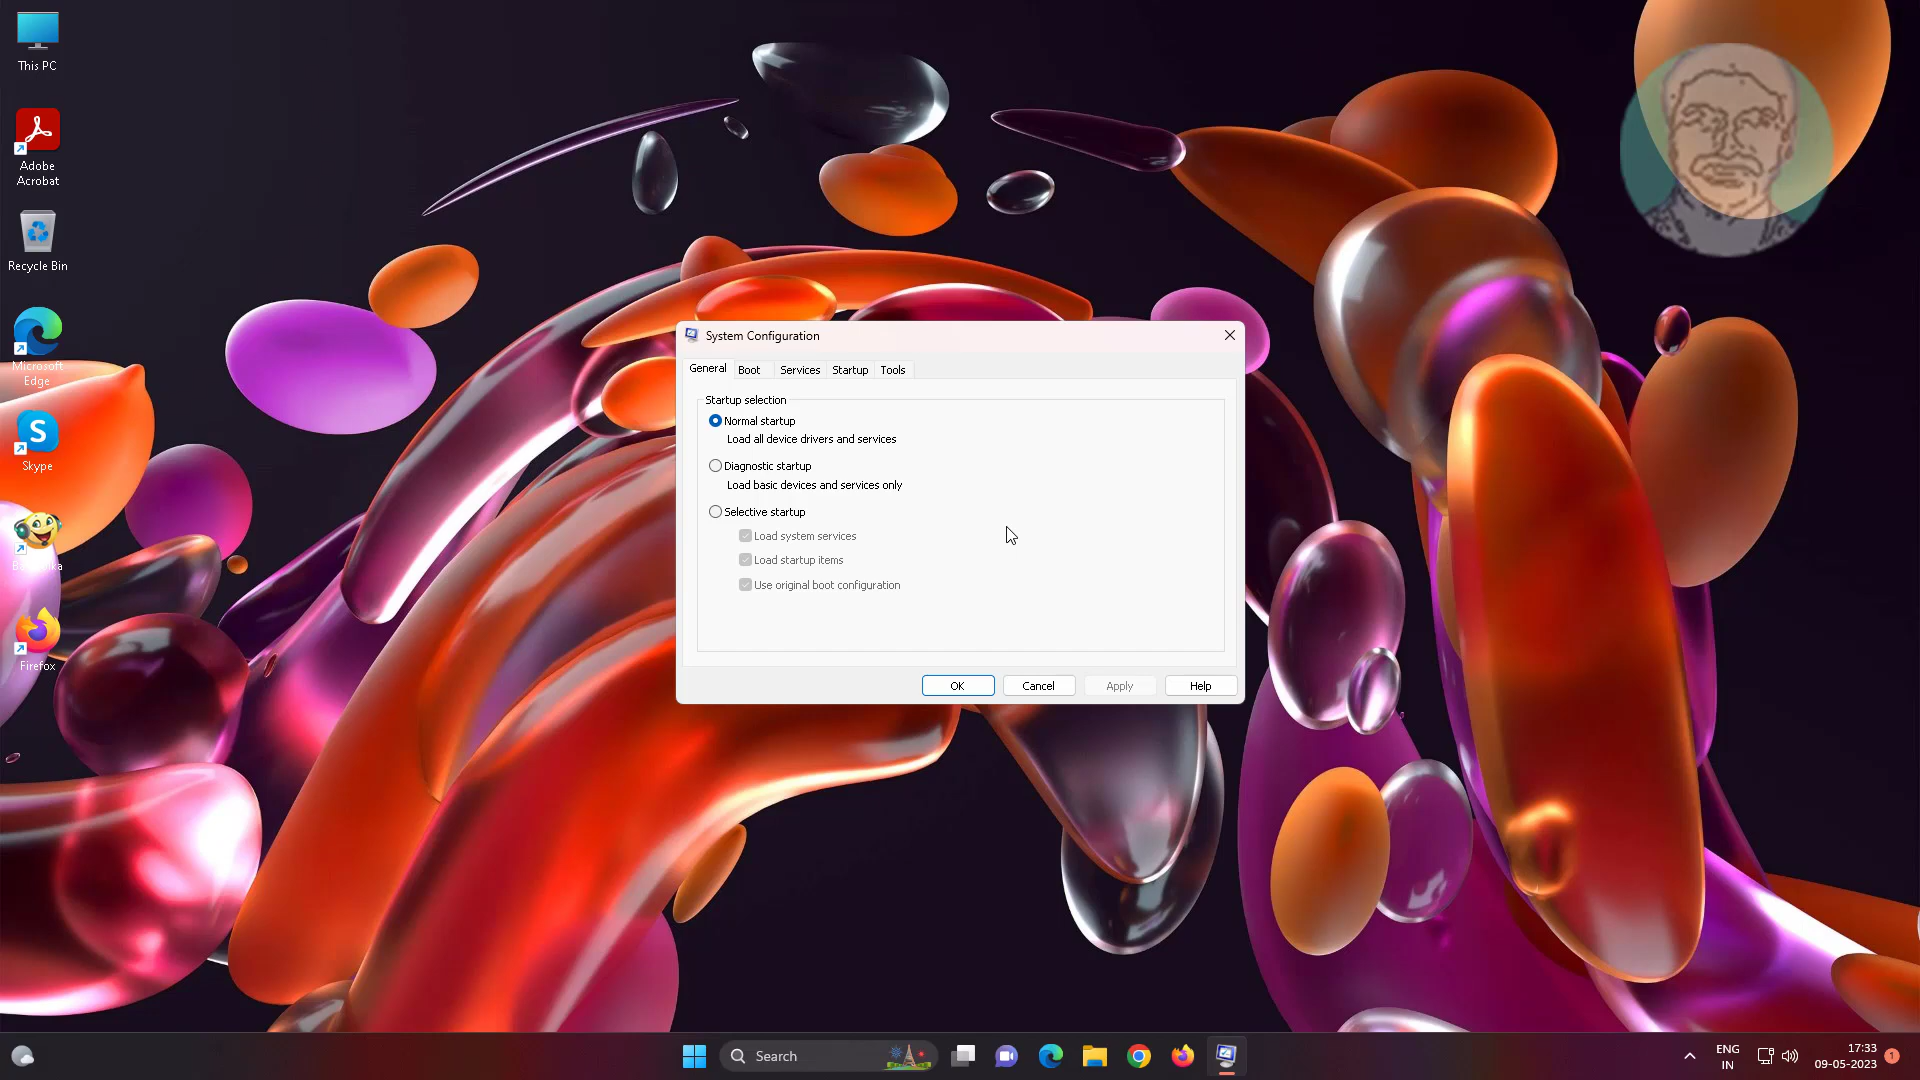 This PC
Adobe
Acrobat
Recycle Bin
Microsoft
Edge
S
Skype
Firefox
System Configuration
General Boot Services Startup Tools
Startup selection
Normal startup
Load all device drivers and services
Diagnostic startup
Load basic devices and services only
Selective startup
Load system services
Load startup items
Use original boot configuration
OK Cancel Apply Help
Search
ENG
IN
17:33
09-05-2023
1